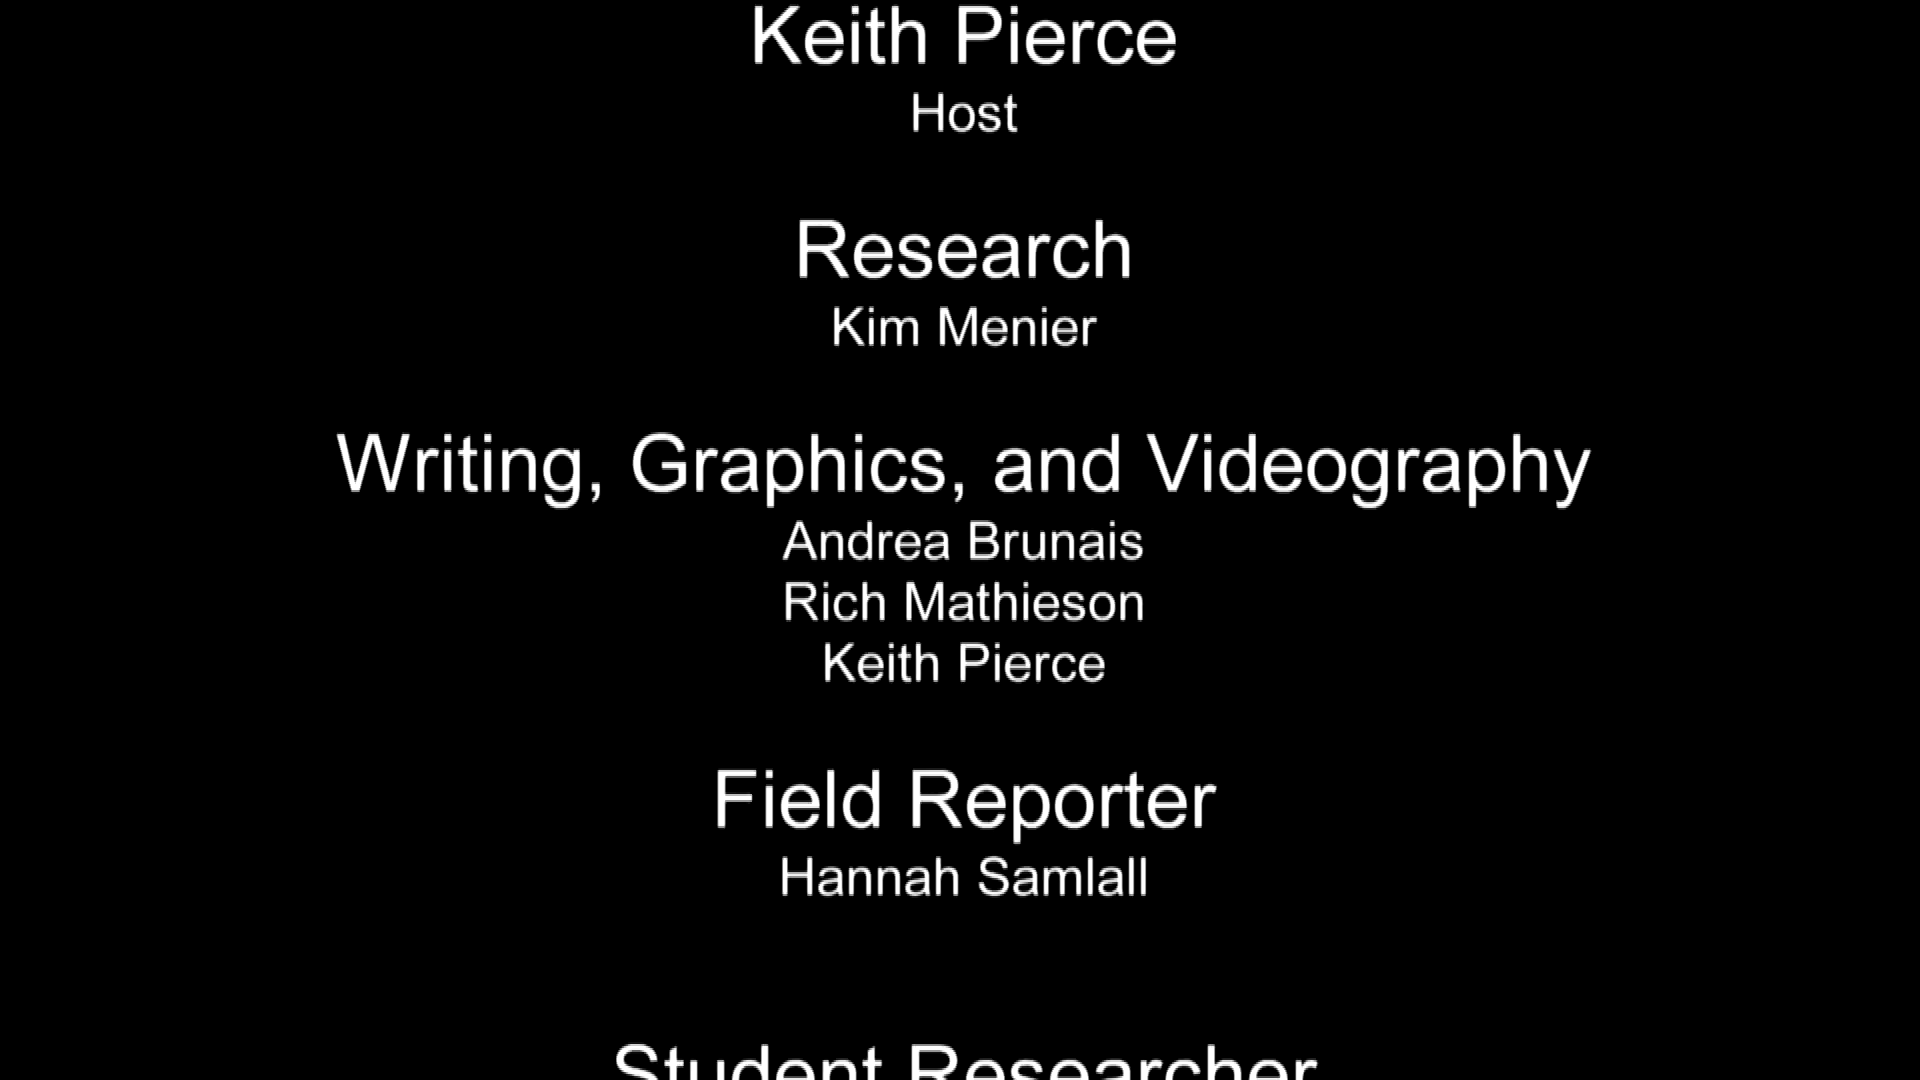 Keith Pierce
Host
Research
Kim Menier
Writing, Graphics, and Videography
Andrea Brunais
Rich Mathieson
Keith Pierce
Field Reporter
Hannah Samlall
Student Researcher